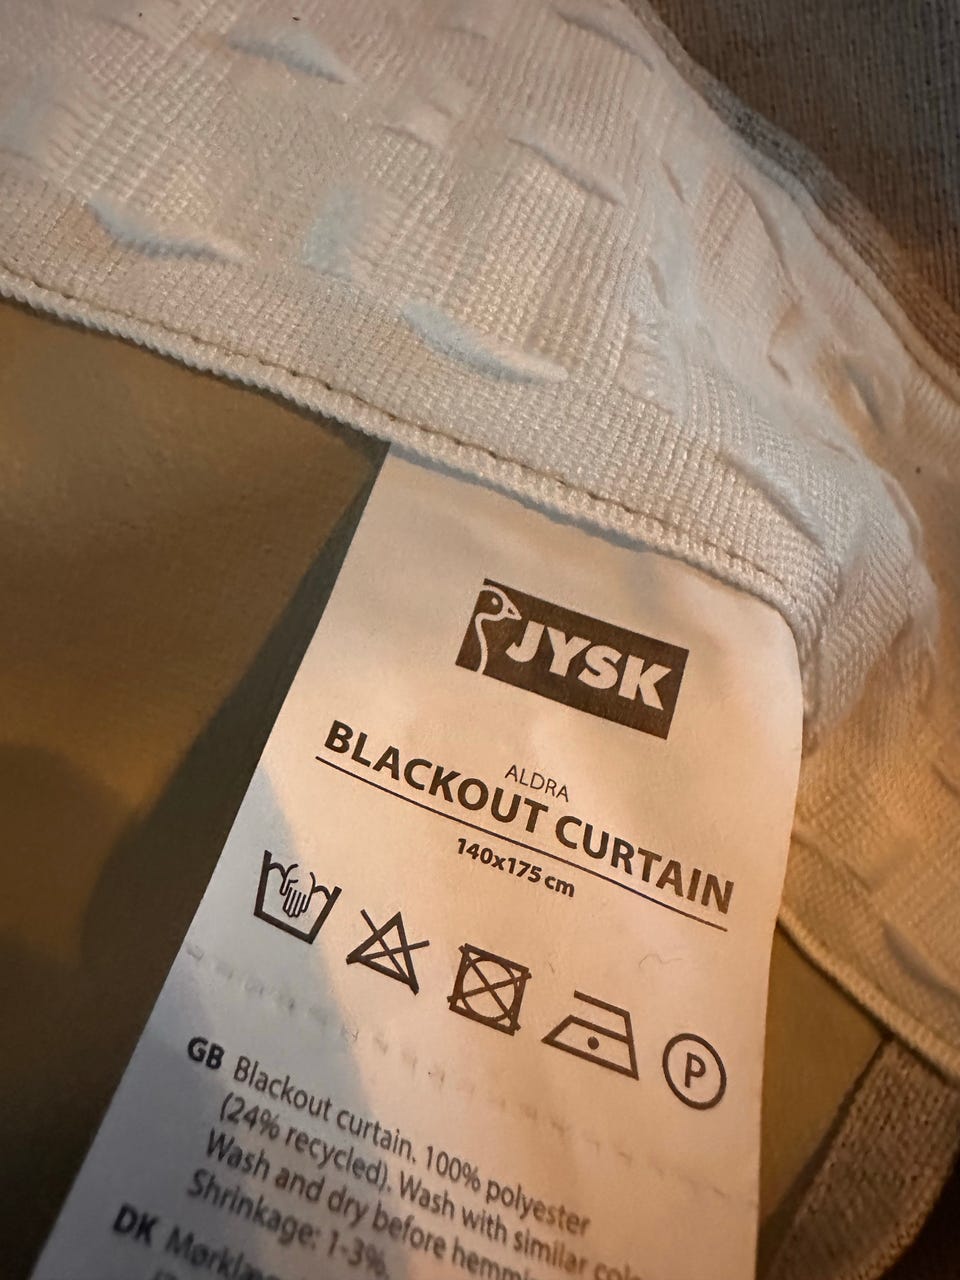 JYSK
ALDRA
BLACKOUT CURTAIN
140x175 cm
P
GB Blackout curtain. 100% polyester
(24% recycled). Wash with similar
Wash and dry before
Shrinkage: 1-3%.
DK